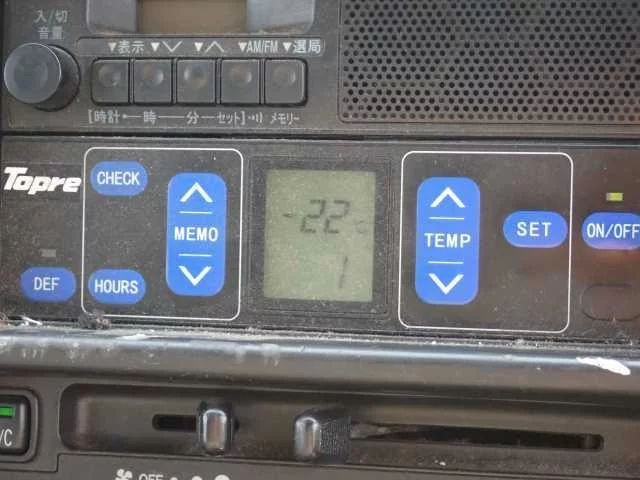 入/切
音量
▼表示 ▼∨ ▼∧ ▼AM/FM ▼選局
[時計 時 分 セット] メモリー
Topre
CHECK
MEMO
HOURS
DEF
-22℃
1
TEMP
SET
ON/OFF
A/C
OFF